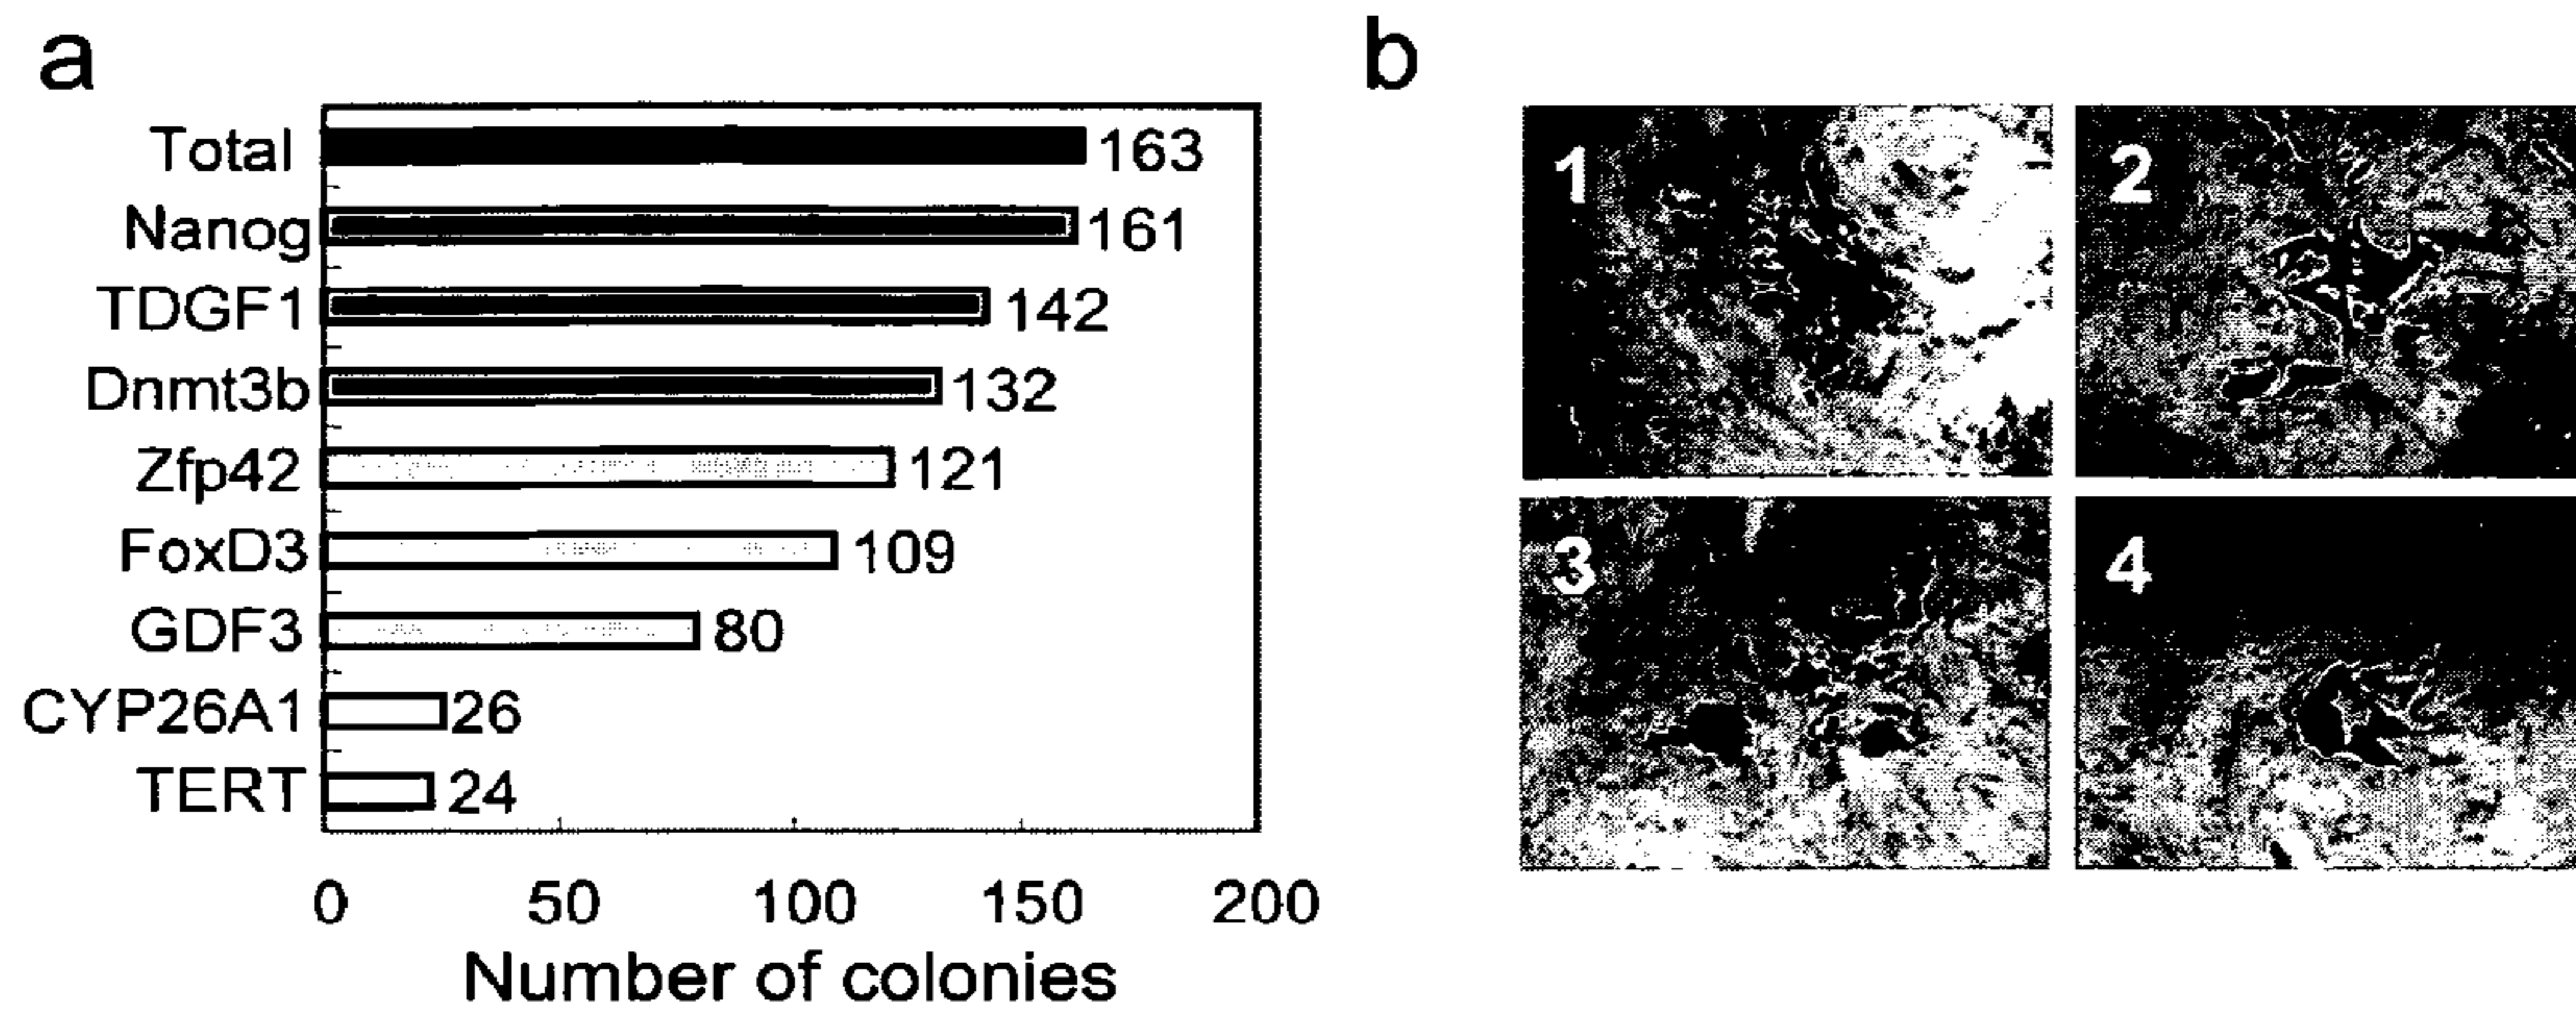 a
Total 163
Nanog 161
TDGF1 142
Dnmt3b 132
Zfp42 121
FoxD3 109
GDF3 80
CYP26A1 26
TERT 24
0 50 100 150 200
Number of colonies
b
1 2
3 4